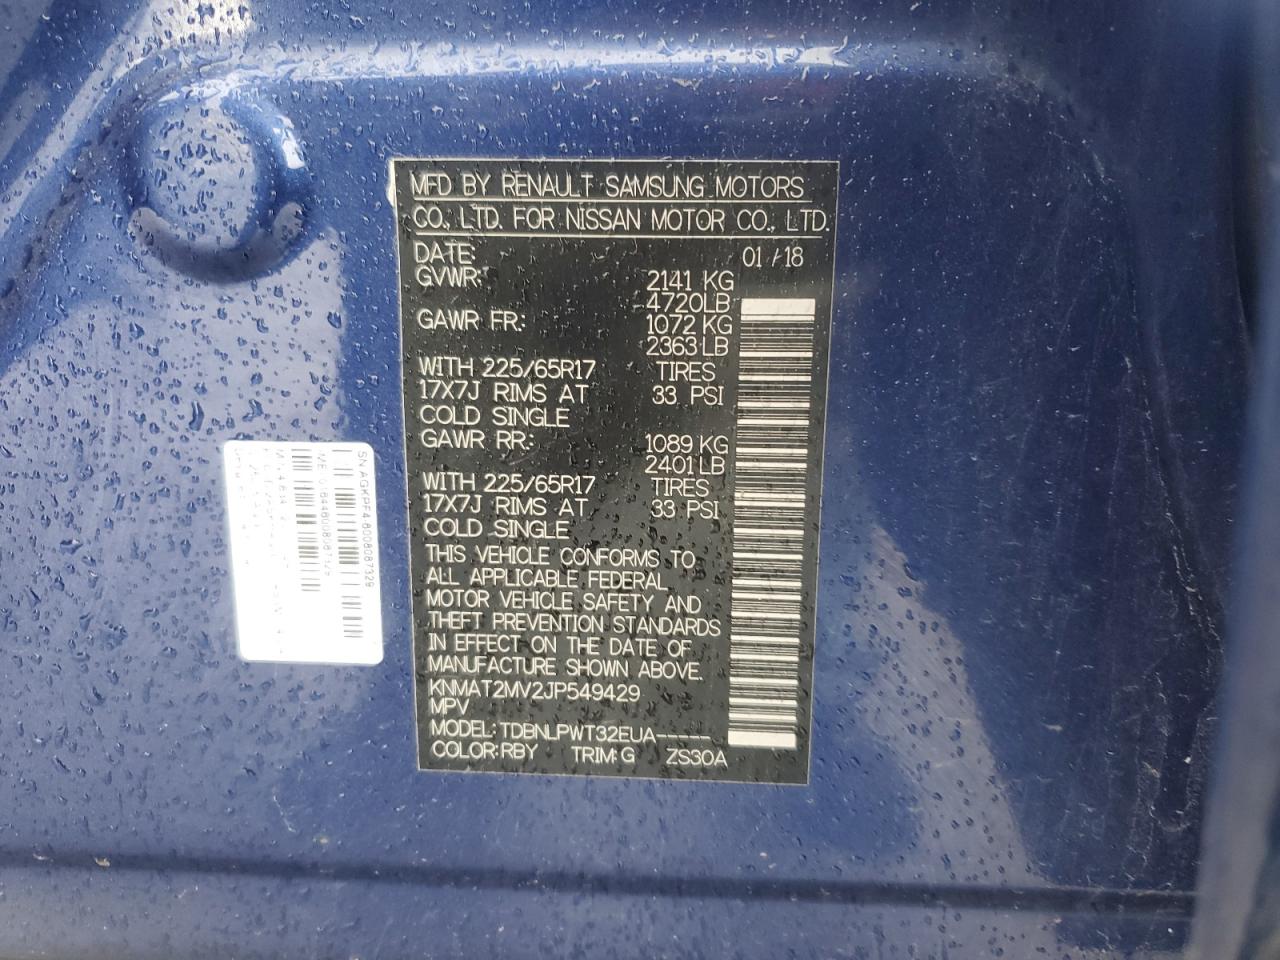 MFD BY RENAULT SAMSUNG MOTORS
CO., LTD. FOR NISSAN MOTOR CO., LTD.
DATE: 01 / 18
GVWR: 2141 KG
4720LB
GAWR FR: 1072 KG
2363 LB
WITH 225/65R17 TIRES
17X7J RIMS AT 33 PSI
COLD SINGLE
GAWR RR: 1089 KG
2401 LB
WITH 225/65R17 TIRES
17X7J RIMS AT 33 PSI
COLD SINGLE
THIS VEHICLE CONFORMS TO
ALL APPLICABLE FEDERAL
MOTOR VEHICLE SAFETY AND
THEFT PREVENTION STANDARDS
IN EFFECT ON THE DATE OF
MANUFACTURE SHOWN ABOVE.
KNMAT2MV2JP549429
MPV
MODEL: TDBNLPWT32EUA-----
COLOR: RBY TRIM: G ZS30A